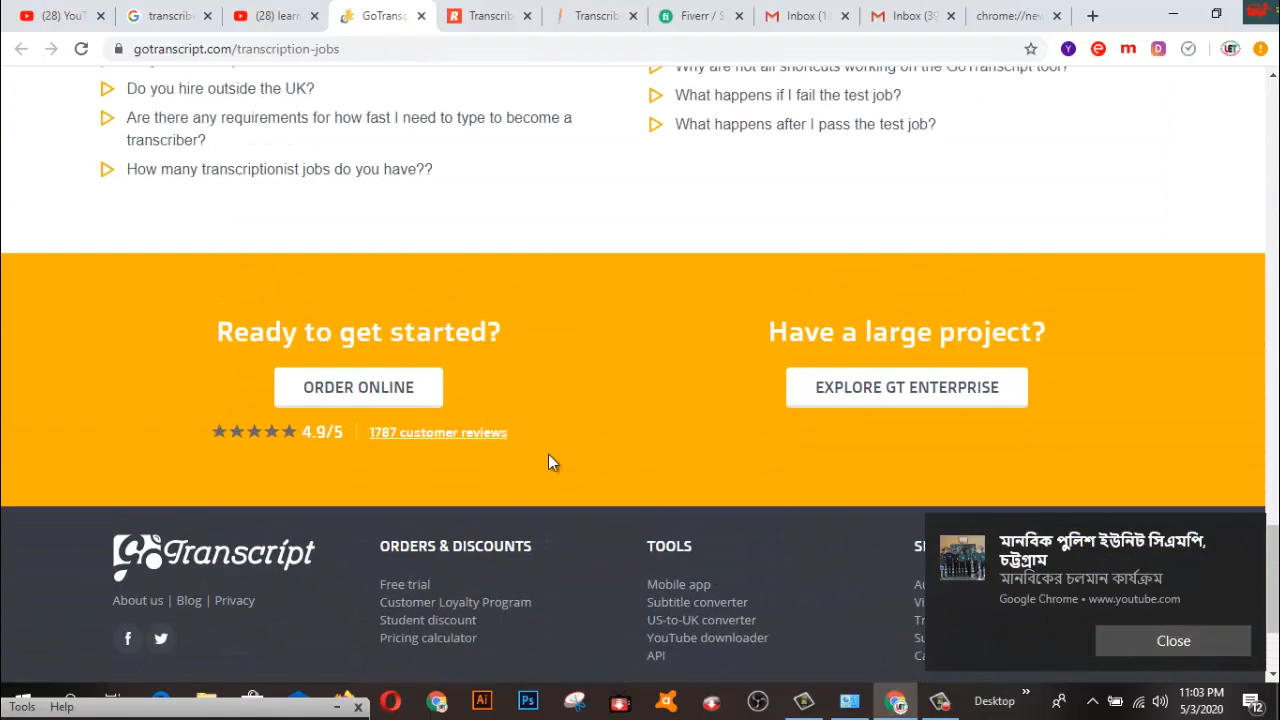 (28) YouT
transcribe
(28) learn
GoTransc
Transcrib
Transcrib
Fiverr / S
Inbox (1
Inbox (39
chrome://new
gotranscript.com/transcription-jobs
Do you hire outside the UK?
Are there any requirements for how fast I need to type to become a
transcriber?
How many transcriptionist jobs do you have??
Why are not all shortcuts working on the GoTranscript tool?
What happens if I fail the test job?
What happens after I pass the test job?
Ready to get started?
ORDER ONLINE
4.9/5
1787 customer reviews
Have a large project?
EXPLORE GT ENTERPRISE
GoTranscript
About us | Blog | Privacy
ORDERS & DISCOUNTS
Free trial
Customer Loyalty Program
Student discount
Pricing calculator
TOOLS
Mobile app
Subtitle converter
US-to-UK converter
YouTube downloader
API
মানবিক পুলিশ ইউনিট সিএমপি,
চট্টগ্রাম
মানবিকের চলমান কার্যক্রম
Google Chrome • www.youtube.com
Close
Tools Help
Ai
Ps
Desktop
11:03 PM
5/3/2020
12